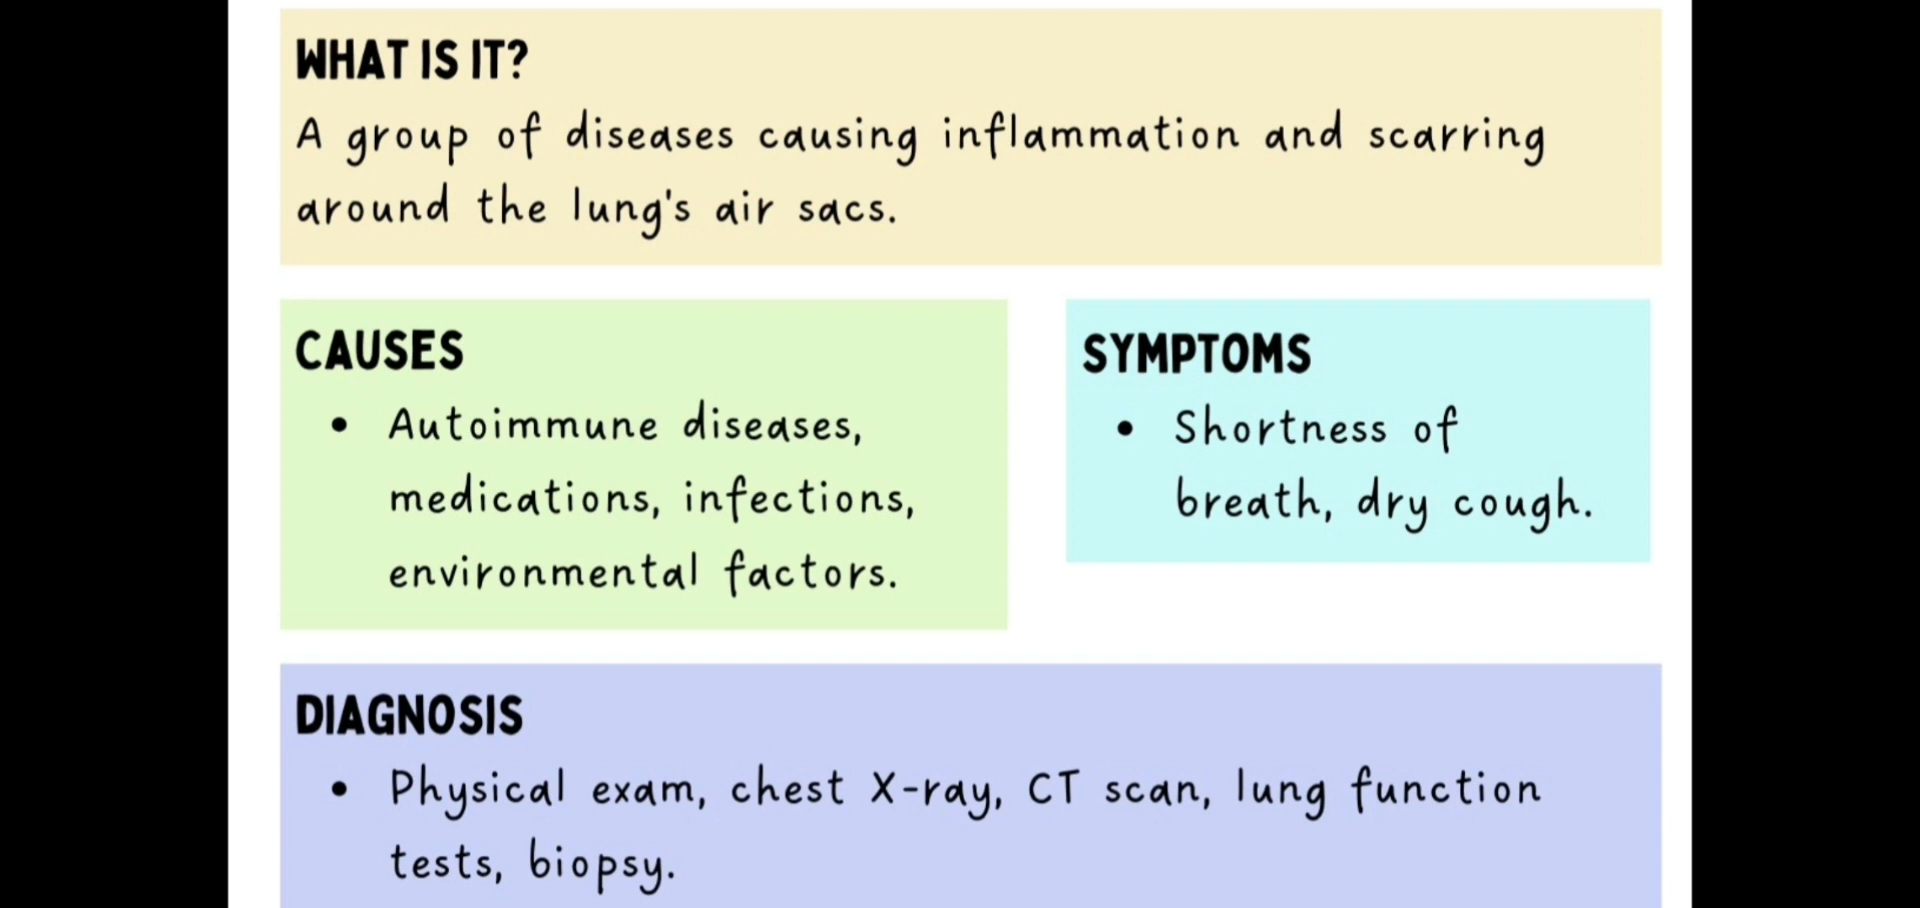 WHAT IS IT?
A group of diseases causing inflammation and scarring
around the lung's air sacs.
CAUSES
• Autoimmune diseases,
medications, infections,
environmental factors.
SYMPTOMS
• Shortness of
breath, dry cough.
DIAGNOSIS
• Physical exam, chest X-ray, CT scan, lung function
tests, biopsy.